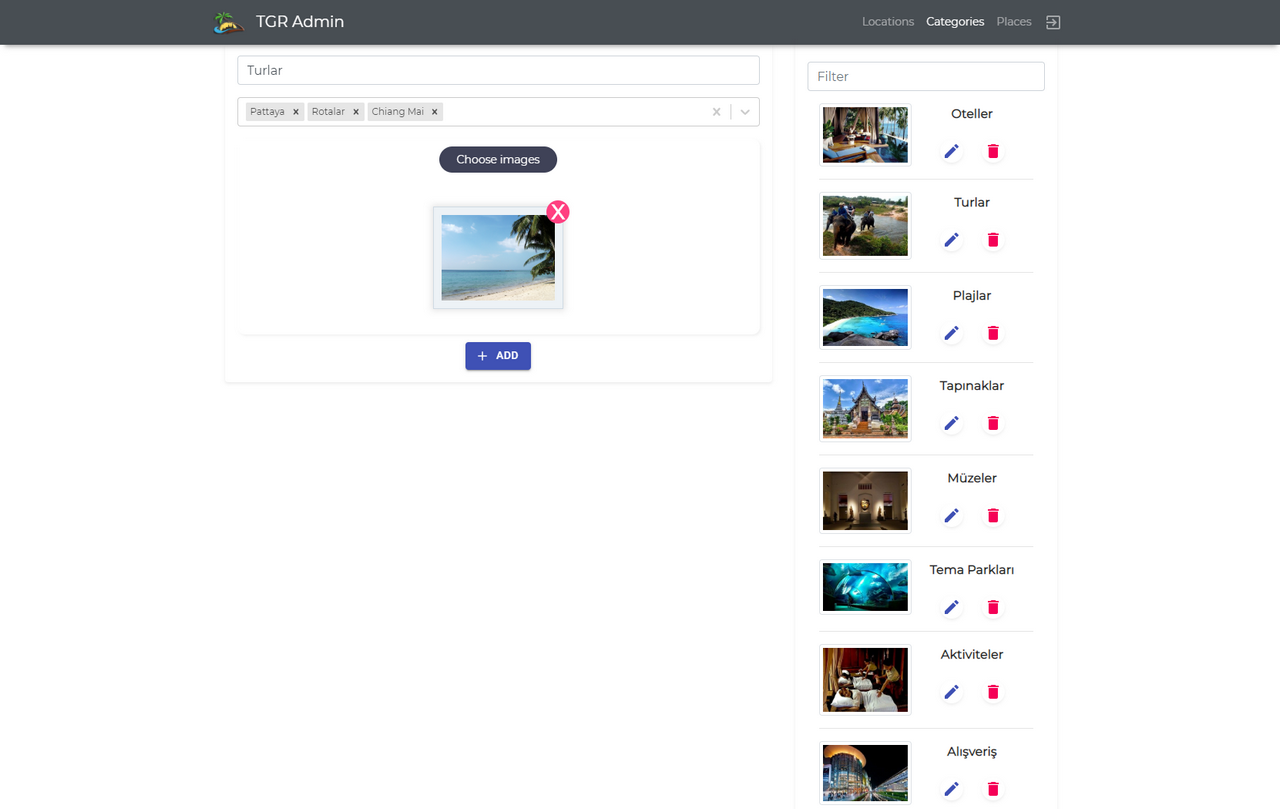 TGR Admin
Locations Categories Places
Turlar
Pattaya x Rotalar x Chiang Mai x
Choose images
X
+ ADD
Filter
Oteller
Turlar
Plajlar
Tapınaklar
Müzeler
Tema Parkları
Aktiviteler
Alışveriş